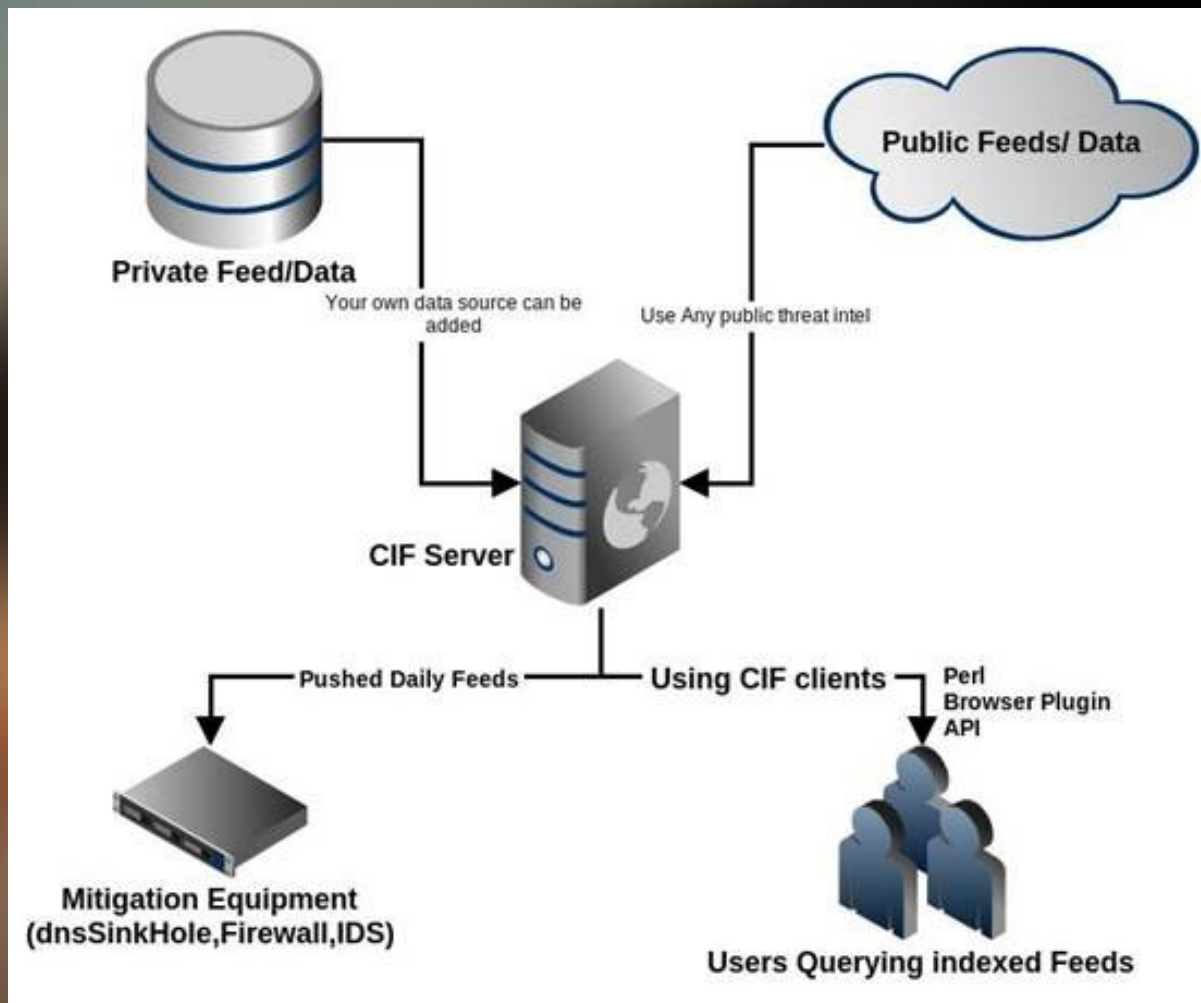 Public Feeds/ Data
Private Feed/Data
Your own data source can be
added
Use Any public threat intel
CIF Server
Pushed Daily Feeds
Using CIF clients
Perl
Browser Plugin
API
Mitigation Equipment
(dnsSinkHole,Firewall,IDS)
Users Querying indexed Feeds